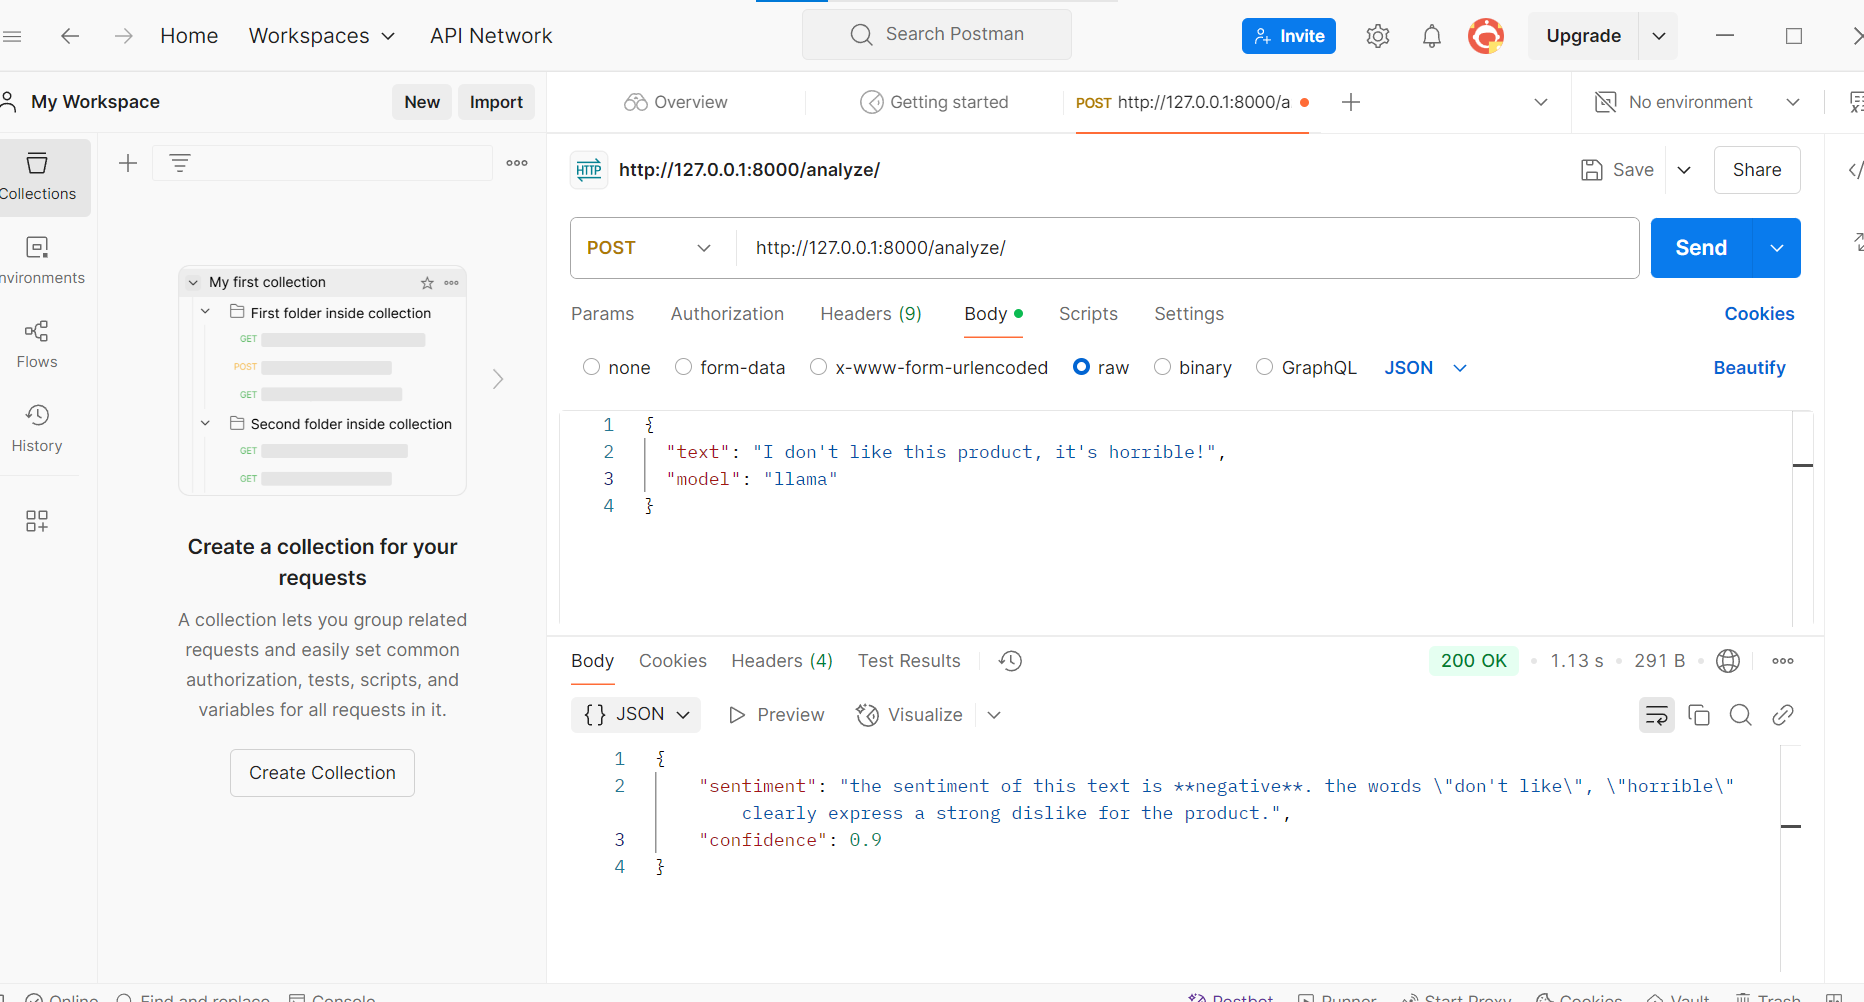 Home
Workspaces
API Network
Search Postman
Invite
Upgrade
My Workspace
New
Import
Overview
Getting started
POST http://127.0.0.1:8000/a
No environment
Collections
nvironments
Flows
History
My first collection
First folder inside collection
GET
POST
GET
Second folder inside collection
GET
GET
Create a collection for your
requests
A collection lets you group related
requests and easily set common
authorization, tests, scripts, and
variables for all requests in it.
Create Collection
HTTP http://127.0.0.1:8000/analyze/
Save
Share
POST
http://127.0.0.1:8000/analyze/
Send
Params
Authorization
Headers (9)
Body
Scripts
Settings
Cookies
none
form-data
x-www-form-urlencoded
raw
binary
GraphQL
JSON
Beautify
1 {
2 "text": "I don't like this product, it's horrible!",
3 "model": "llama"
4 }
Body
Cookies
Headers (4)
Test Results
200 OK
1.13 s
291 B
{} JSON
Preview
Visualize
1 {
2 "sentiment": "the sentiment of this text is **negative**. the words \"don't like\", \"horrible\"
clearly express a strong dislike for the product.",
3 "confidence": 0.9
4 }
Online
Find and replace
Console
Postbot
Runner
Start Proxy
Cookies
Vault
Trash